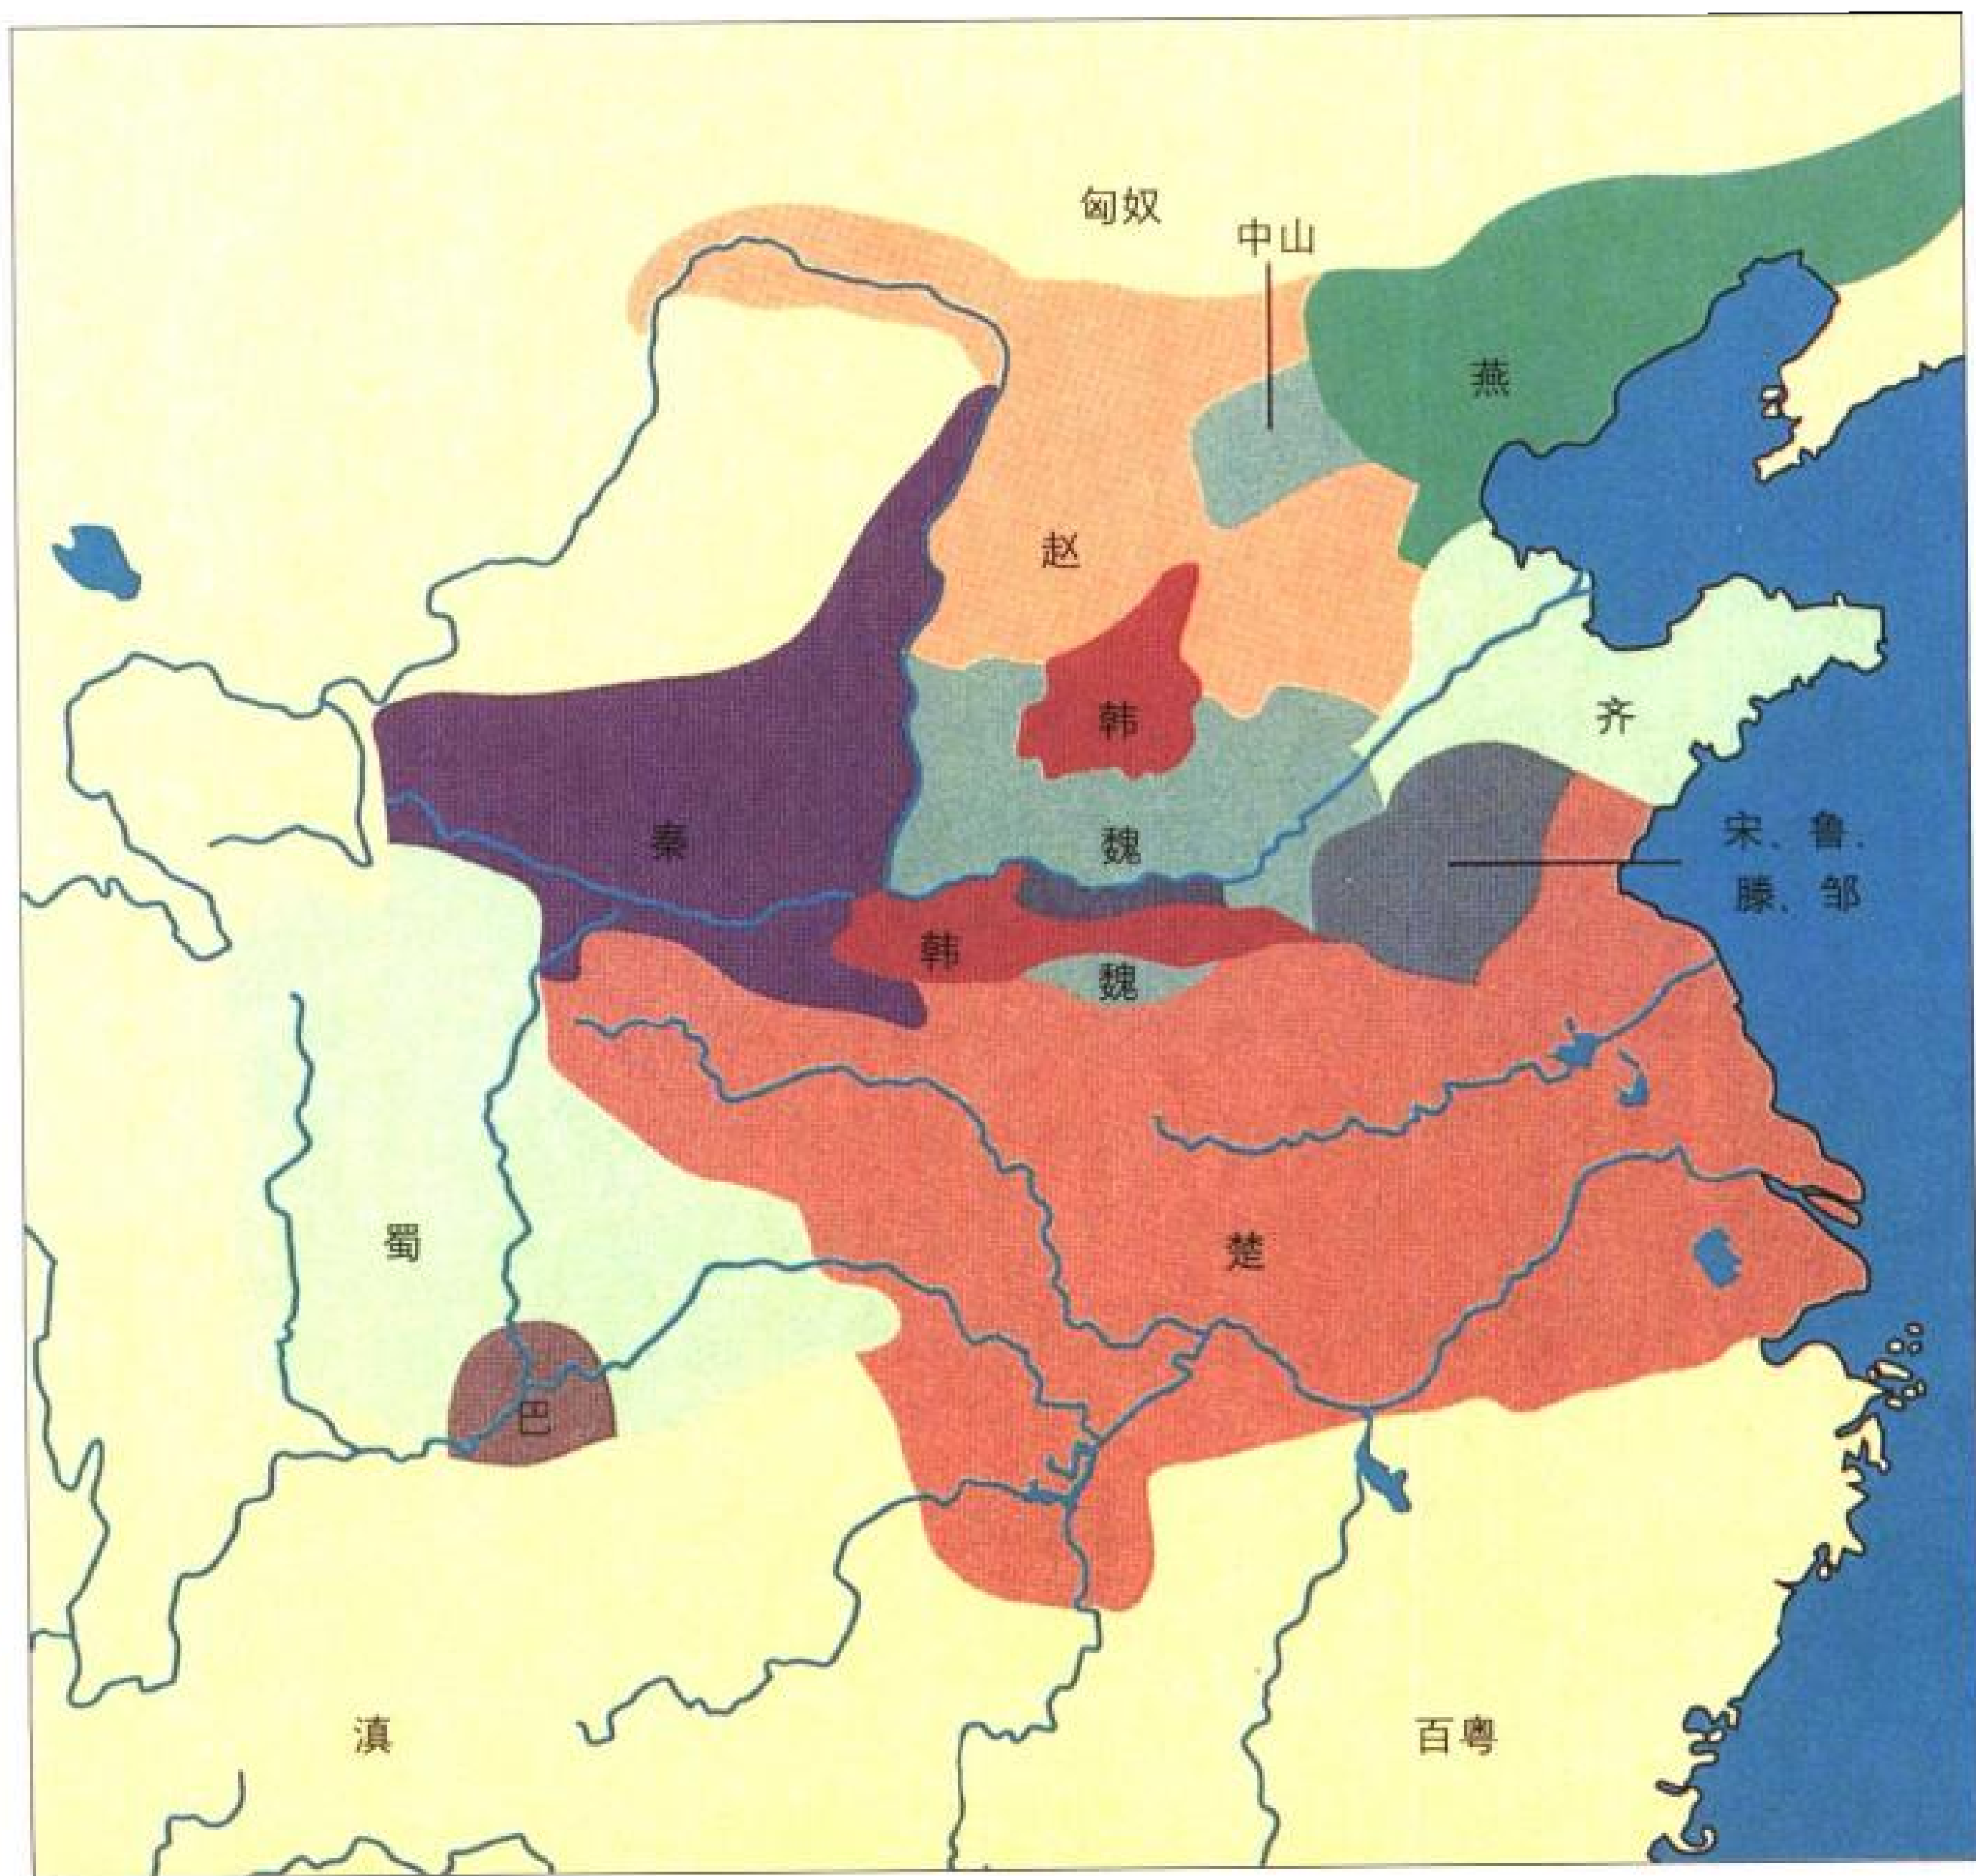 匈奴
中山
燕
赵
韩
齐
秦
魏
宋、鲁、
滕、邹
韩
魏
蜀
楚
巴
滇
百粤